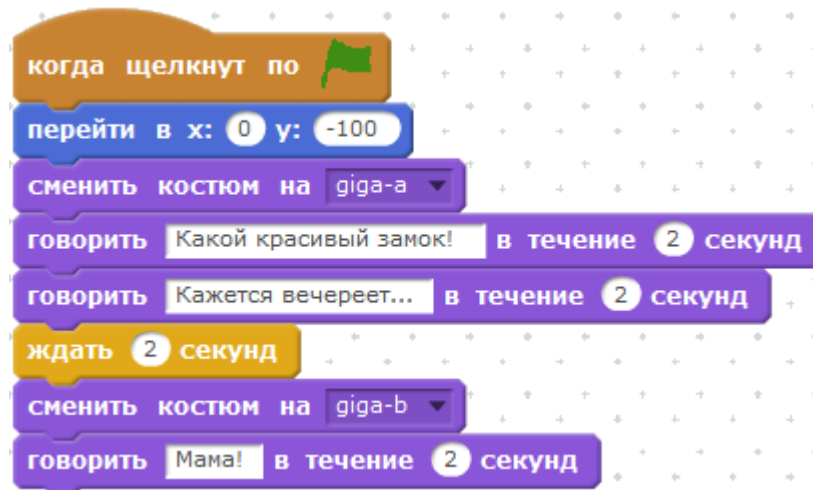 когда щелкнут по
перейти в x: 0 y: -100
сменить костюм на giga-a
говорить Какой красивый замок! в течение 2 секунд
говорить Кажется вечереет... в течение 2 секунд
ждать 2 секунд
сменить костюм на giga-b
говорить Мама! в течение 2 секунд